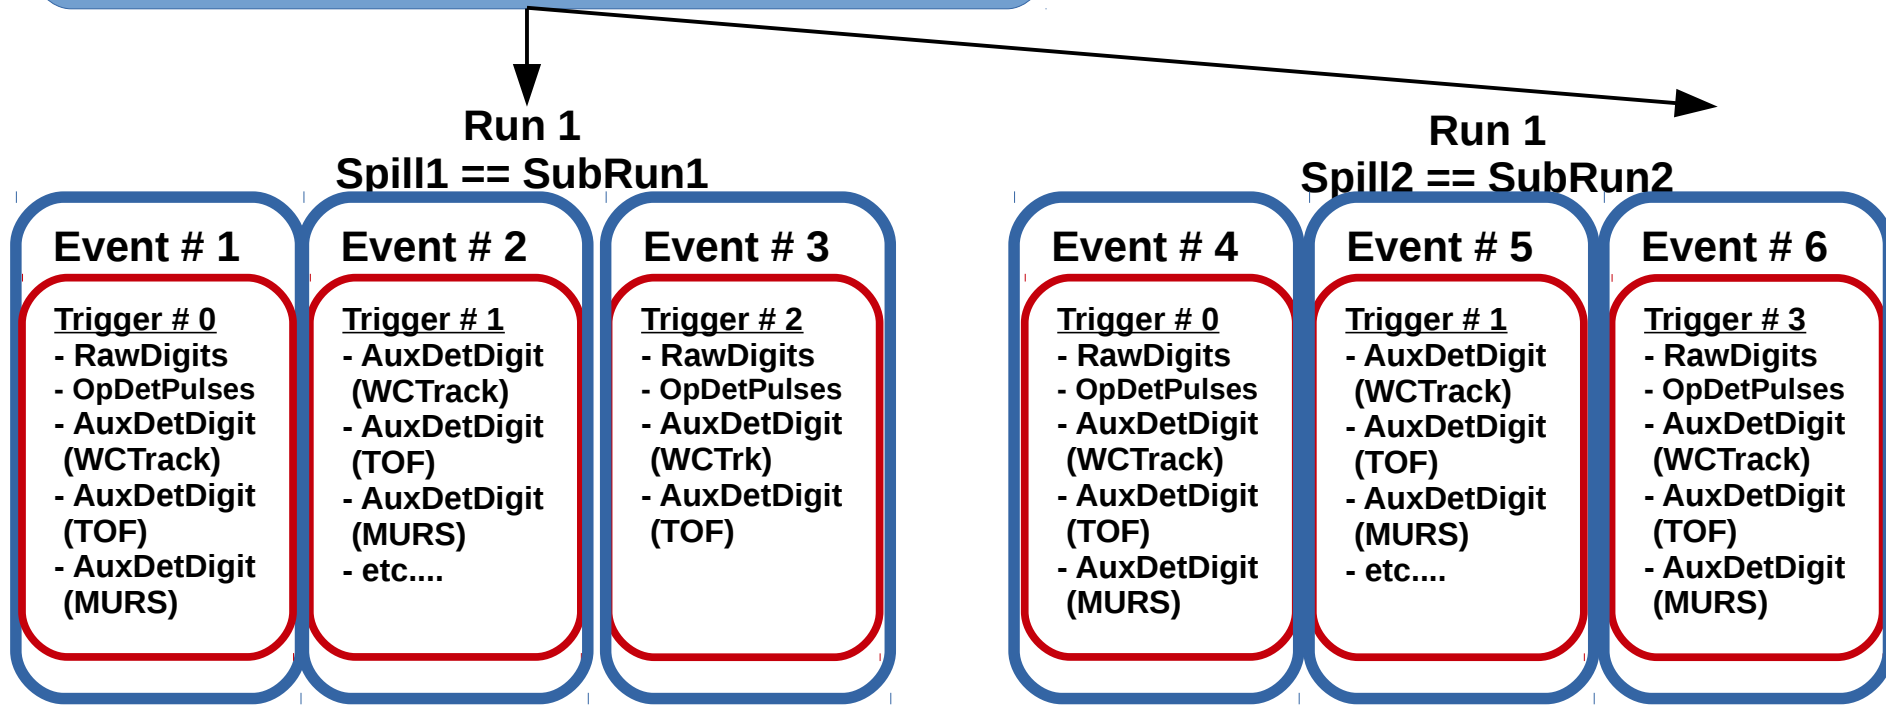 Run 1
Spill1 == SubRun1
Event # 1
Trigger # 0
- RawDigits
- OpDetPulses
- AuxDetDigit
(WCTrack)
- AuxDetDigit
(TOF)
- AuxDetDigit
(MURS)
Event # 2
Trigger # 1
- AuxDetDigit
(WCTrack)
- AuxDetDigit
(TOF)
- AuxDetDigit
(MURS)
- etc....
Event # 3
Trigger # 2
- RawDigits
- OpDetPulses
- AuxDetDigit
(WCTrk)
- AuxDetDigit
(TOF)
Run 1
Spill2 == SubRun2
Event # 4
Trigger # 0
- RawDigits
- OpDetPulses
- AuxDetDigit
(WCTrack)
- AuxDetDigit
(TOF)
- AuxDetDigit
(MURS)
Event # 5
Trigger # 1
- AuxDetDigit
(WCTrack)
- AuxDetDigit
(TOF)
- AuxDetDigit
(MURS)
- etc....
Event # 6
Trigger # 3
- RawDigits
- OpDetPulses
- AuxDetDigit
(WCTrack)
- AuxDetDigit
(TOF)
- AuxDetDigit
(MURS)